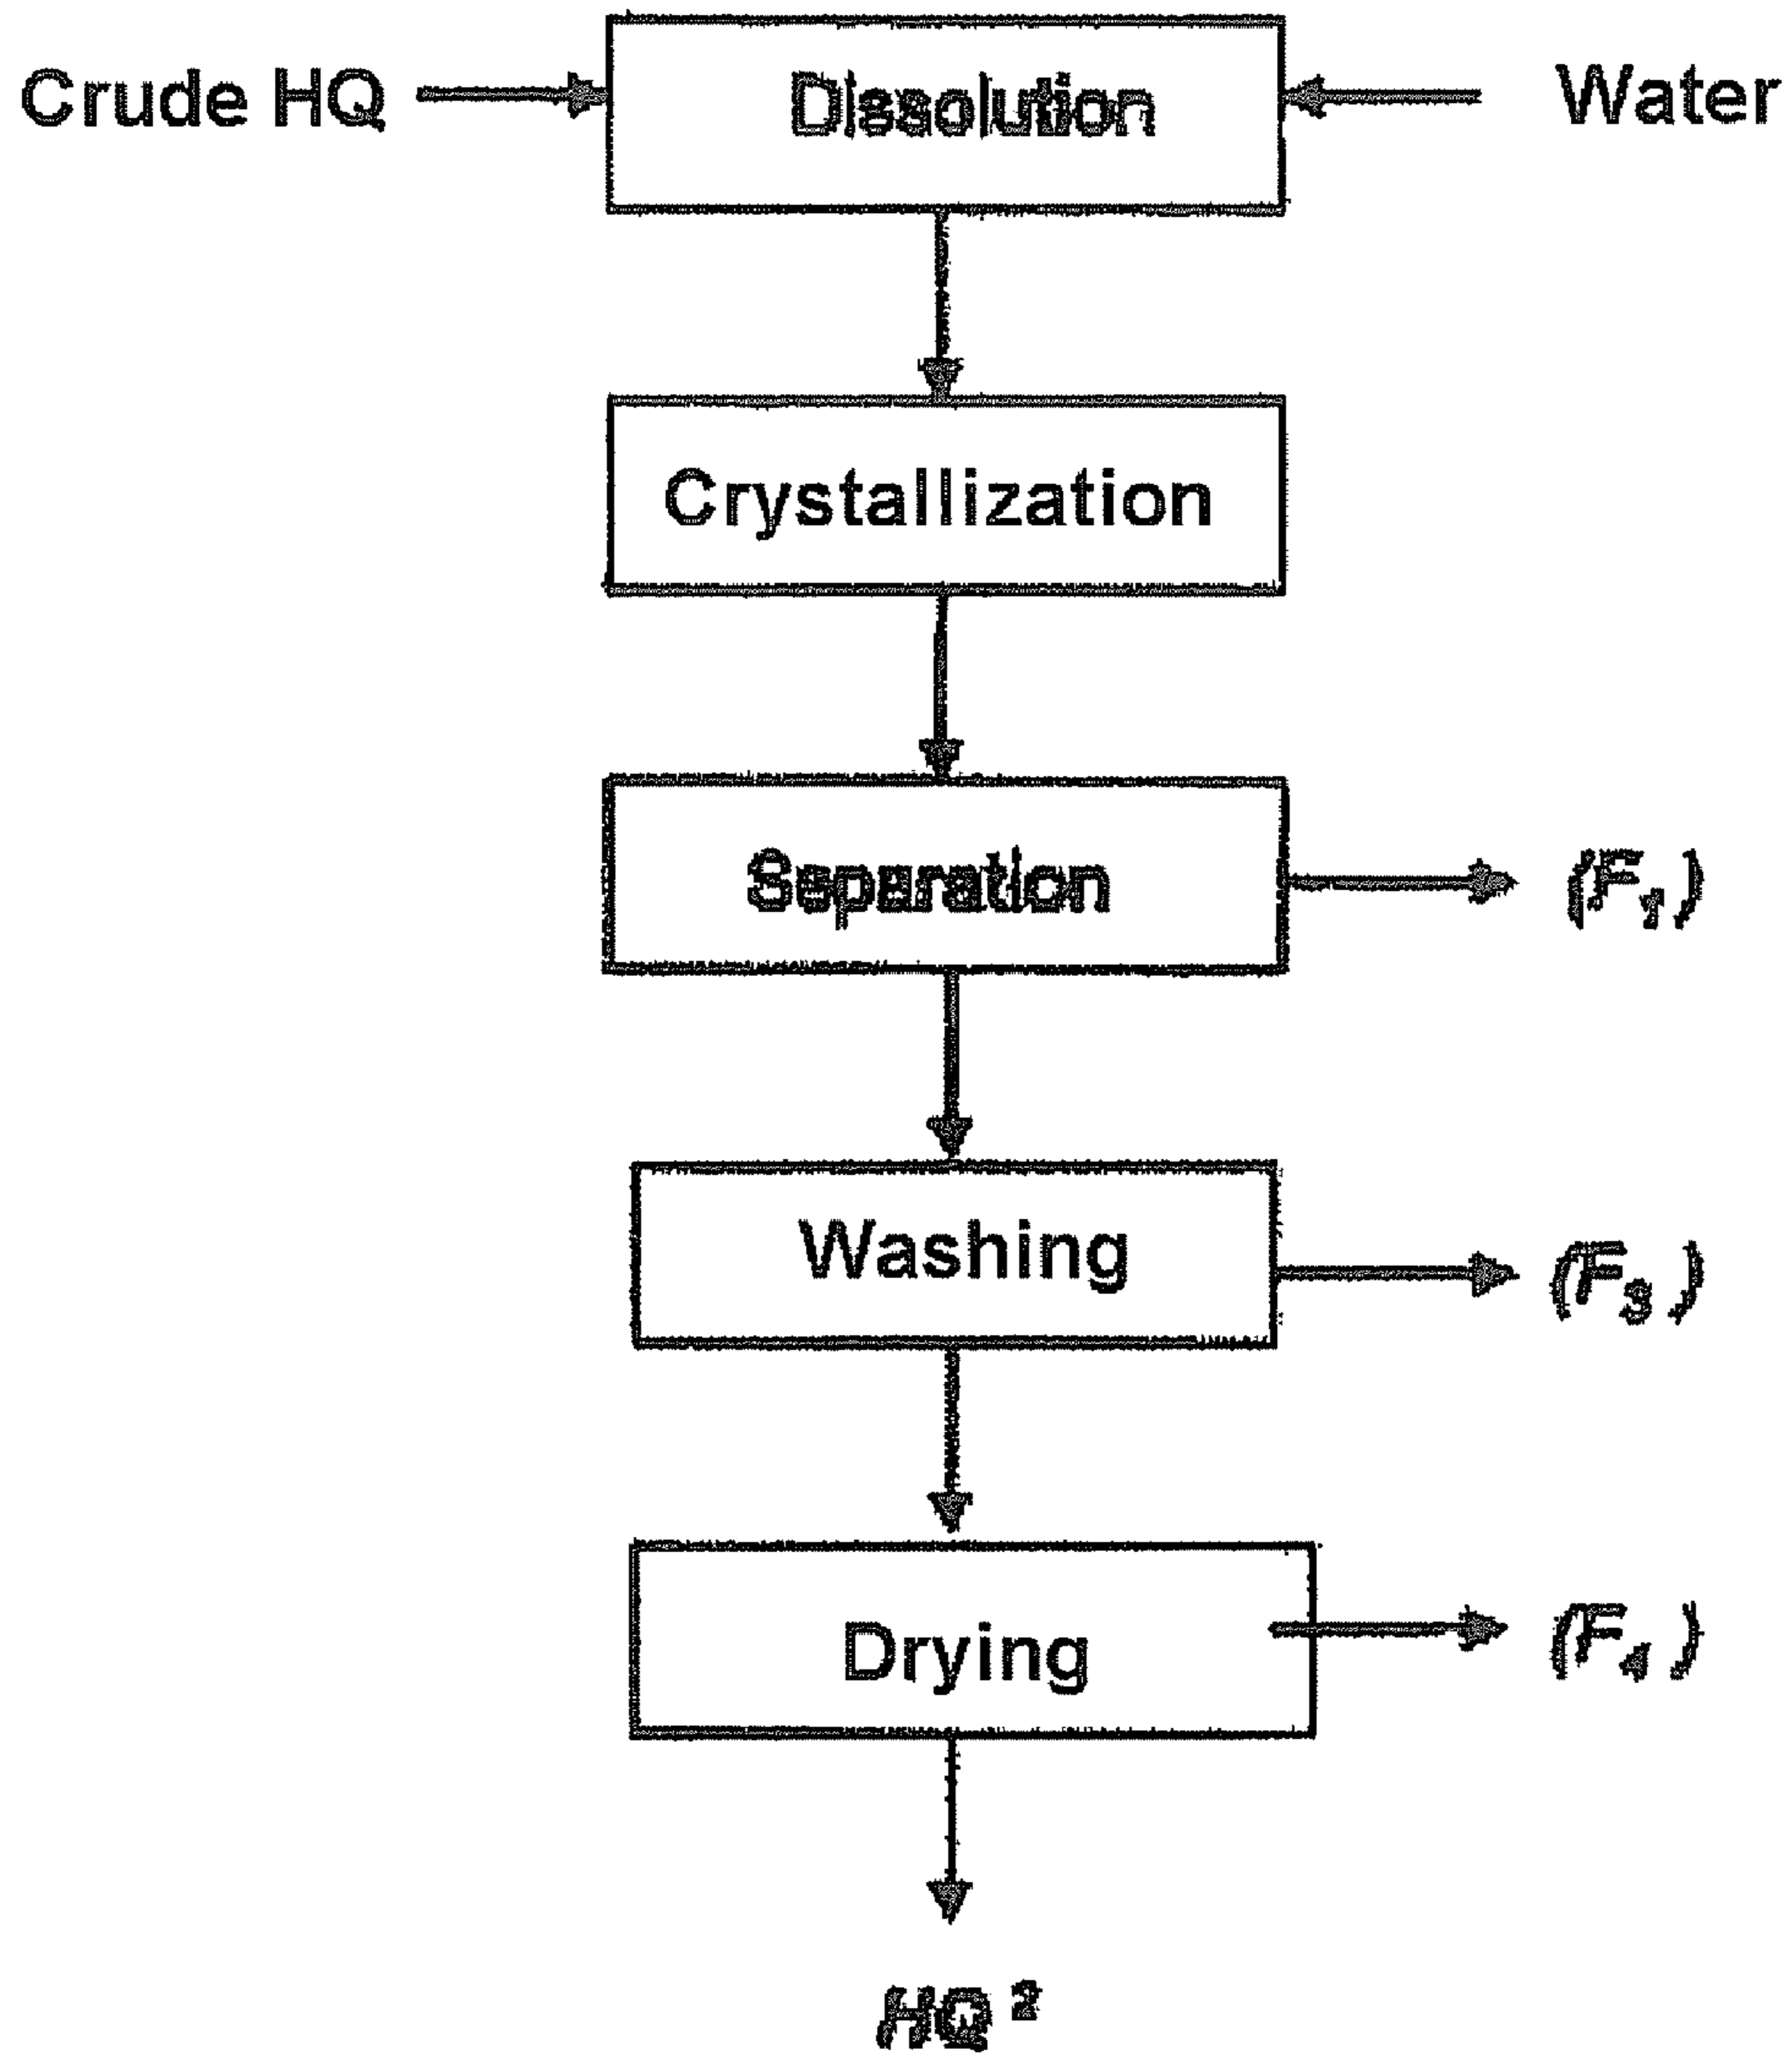 Crude HQ
Dissolution
Water
Crystallization
Separation
(F₁)
Washing
(F₃)
Drying
(F₄)
HQ ²